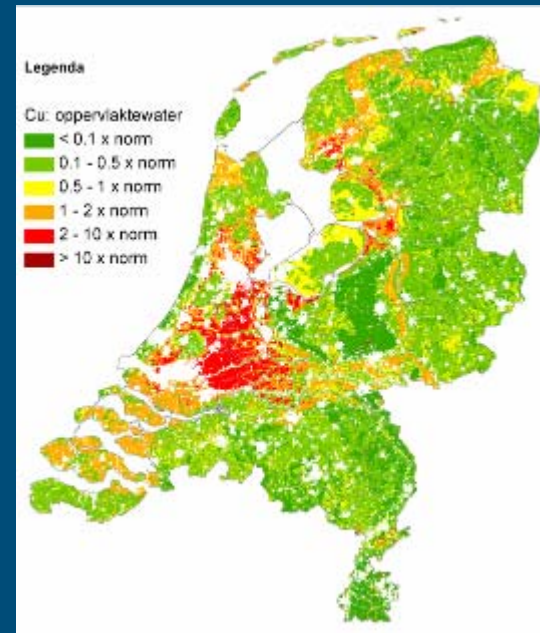 Legenda
Cu: oppervlaktewater
< 0.1 x norm
0.1 - 0.5 x norm
0.5 - 1 x norm
1 - 2 x norm
2 - 10 x norm
> 10 x norm